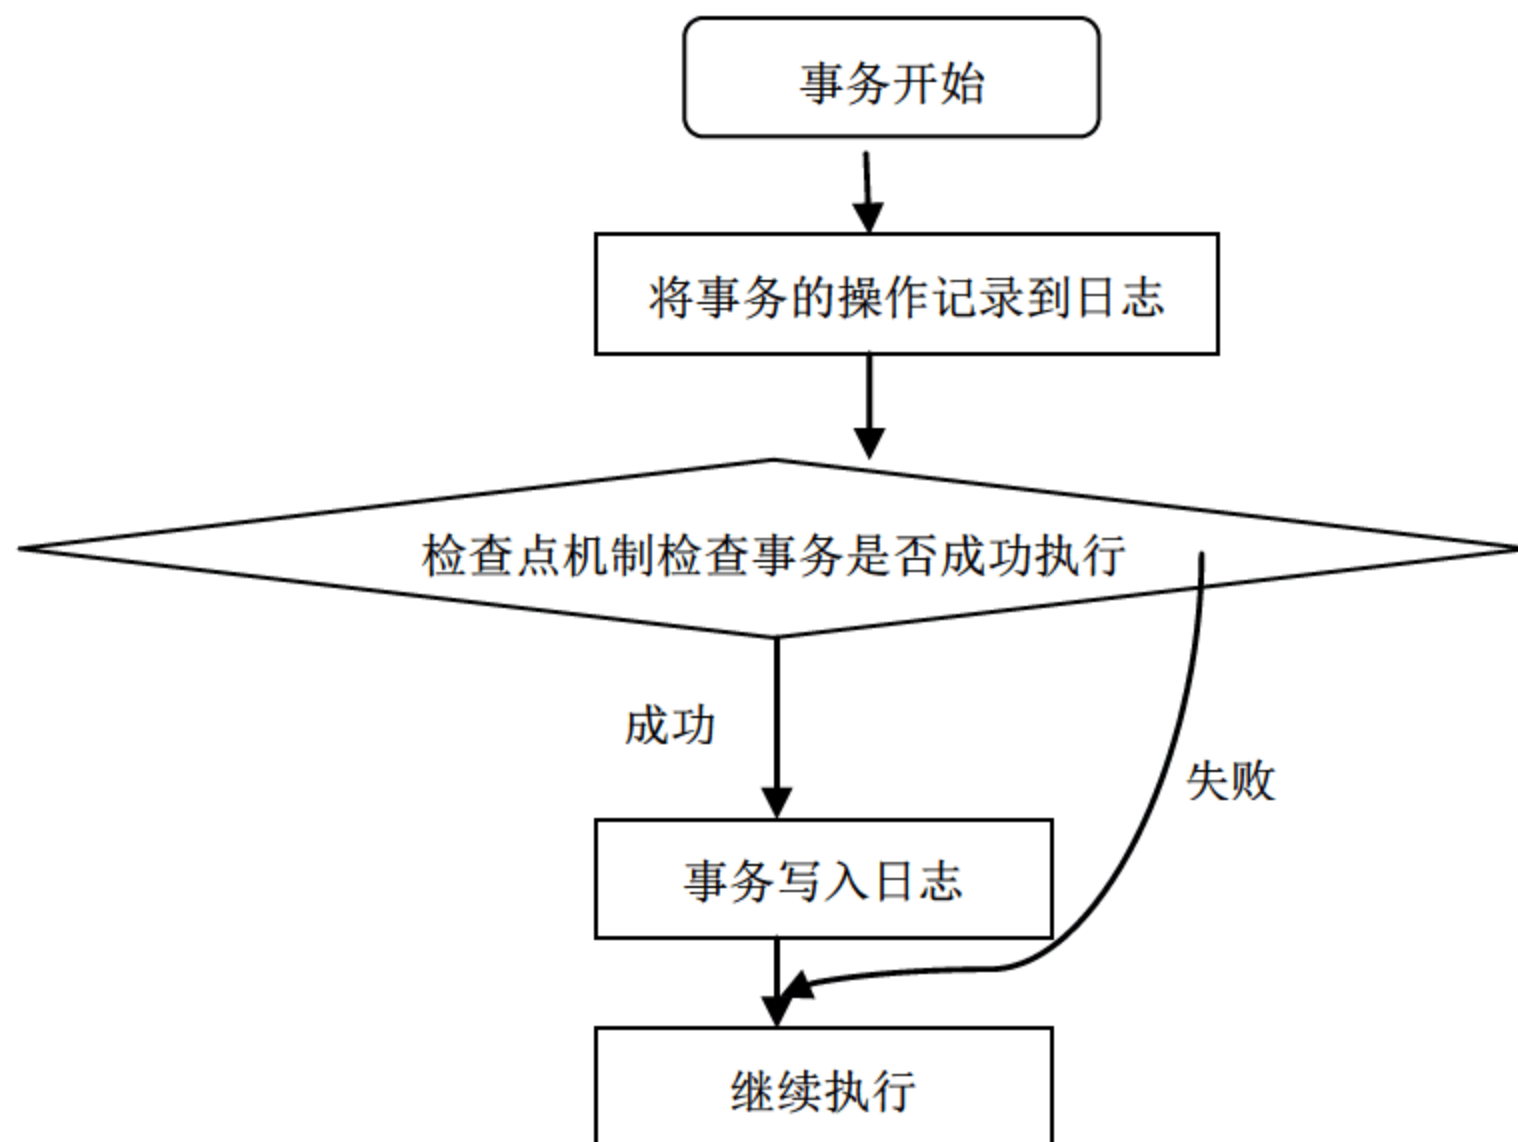 事务开始
将事务的操作记录到日志
检查点机制检查事务是否成功执行
成功
失败
事务写入日志
继续执行